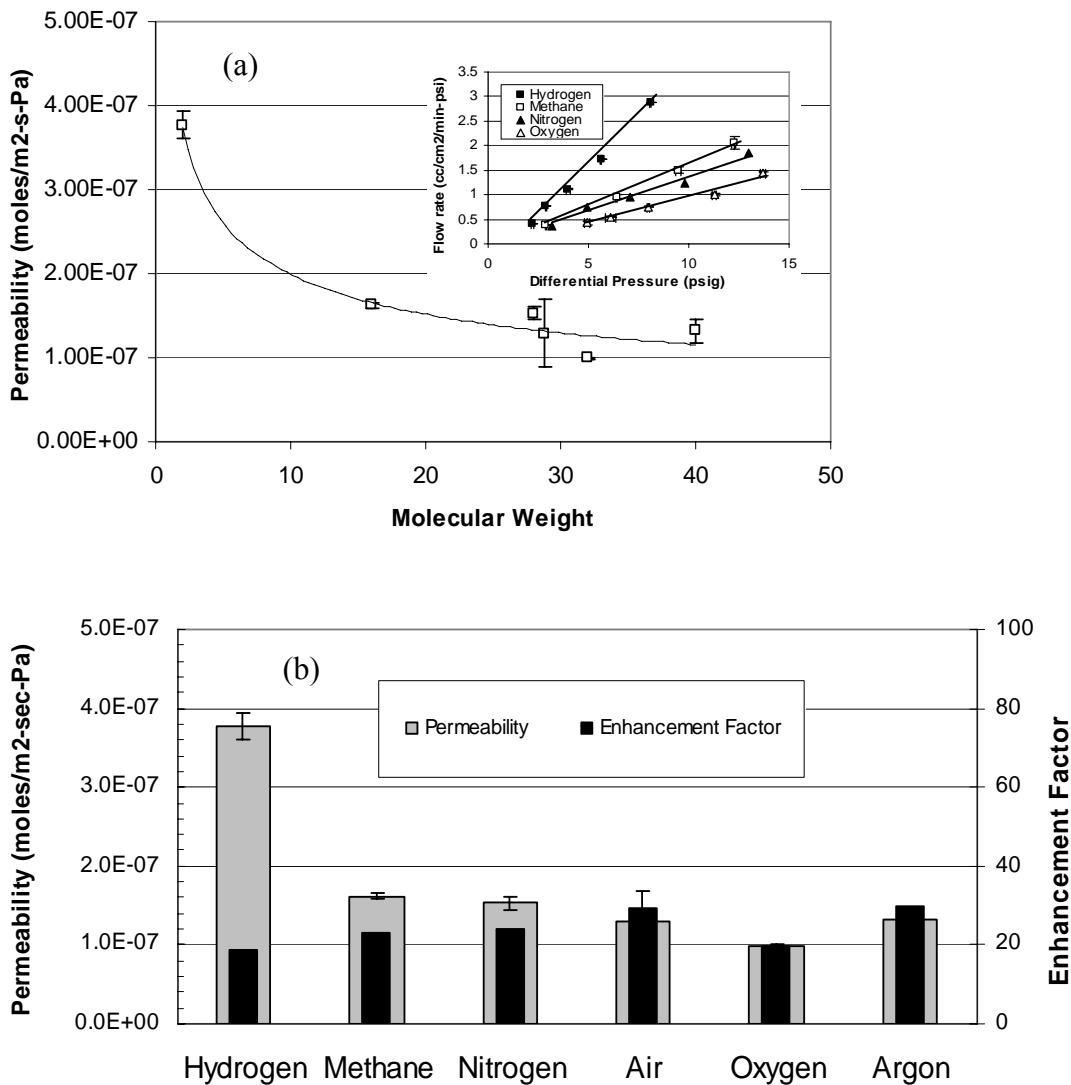 (a)
Permeability (moles/m2-s-Pa)
5.00E-07
4.00E-07
3.00E-07
2.00E-07
1.00E-07
0.00E+00
0 10 20 30 40 50
Molecular Weight
Flow rate (cc/cm2/min-psi)
3.5
3
2.5
2
1.5
1
0.5
0
Hydrogen
Methane
Nitrogen
Oxygen
0 5 10 15
Differential Pressure (psig)
(b)
Permeability (moles/m2-sec-Pa)
5.0E-07
4.0E-07
3.0E-07
2.0E-07
1.0E-07
0.0E+00
Permeability Enhancement Factor
100
80
60
40
20
0
Enhancement Factor
Hydrogen Methane Nitrogen Air Oxygen Argon